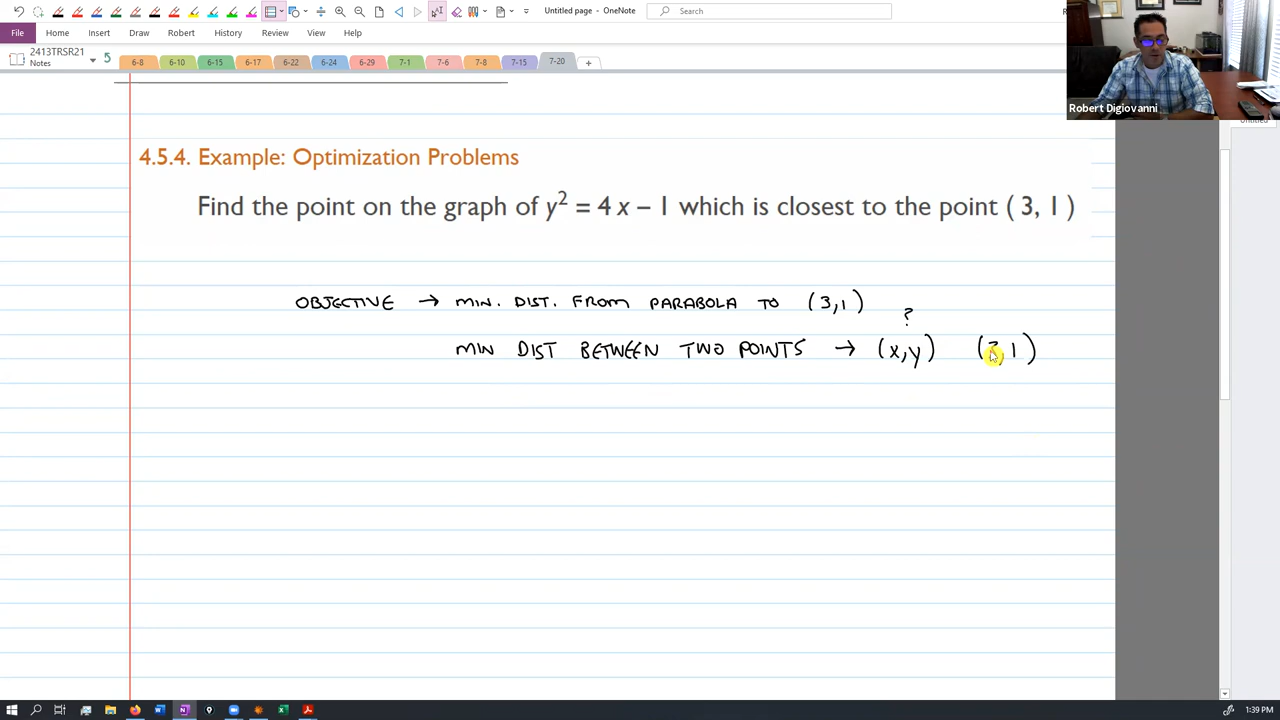 Untitled page - OneNote
Search
File Home Insert Draw Robert History Review View Help
2413TRSR21
Notes
5
6-8 6-10 6-15 6-17 6-22 6-24 6-29 7-1 7-6 7-8 7-15 7-20 +
Robert Digiovanni
Untitled
4.5.4. Example: Optimization Problems
Find the point on the graph of y² = 4 x – 1 which is closest to the point ( 3, 1 )
OBJECTIVE → MIN. DIST. FROM PARABOLA TO (3,1)
?
MIN DIST BETWEEN TWO POINTS → (x,y) (3,1)
1:39 PM